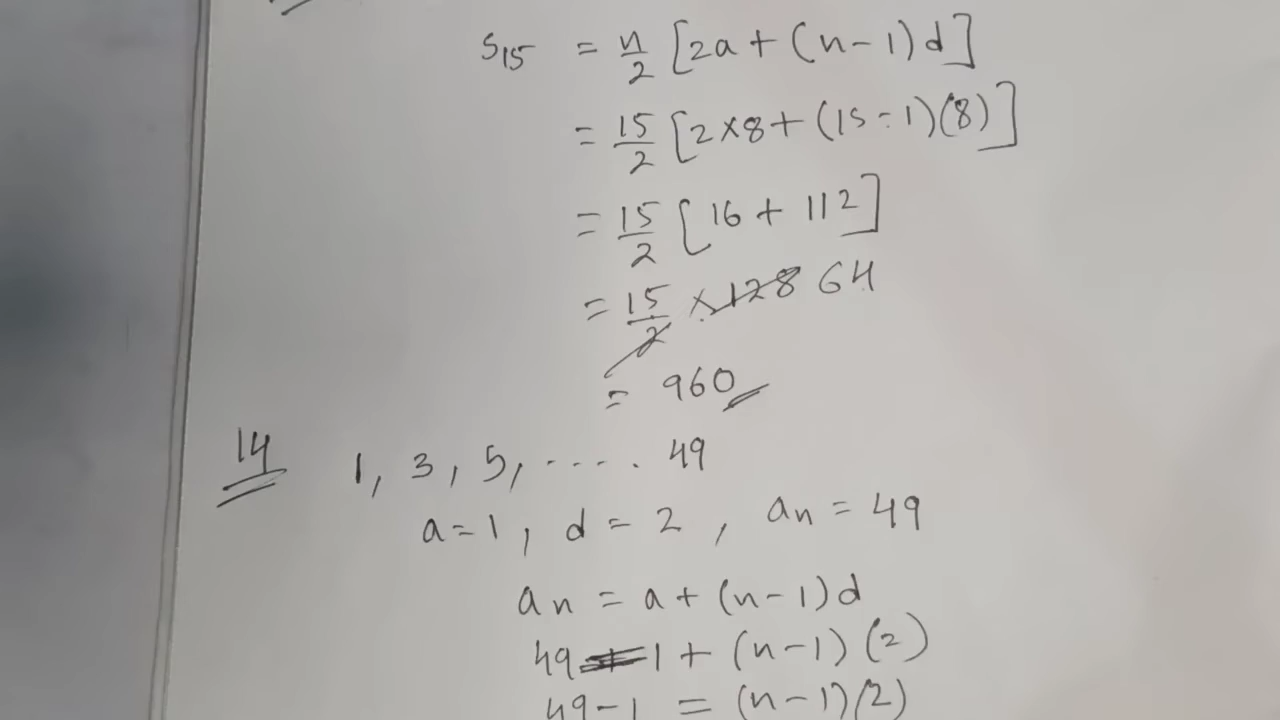 S15 = n/2 [2a + (n-1)d]
= 15/2 [2×8 + (15-1)(8)]
= 15/2 [16 + 112]
= 15/2 × 128 64
= 960
14 1, 3, 5, ..... 49
a=1, d=2, an=49
an = a + (n-1)d
49 = 1 + (n-1)(2)
49-1 = (n-1)(2)